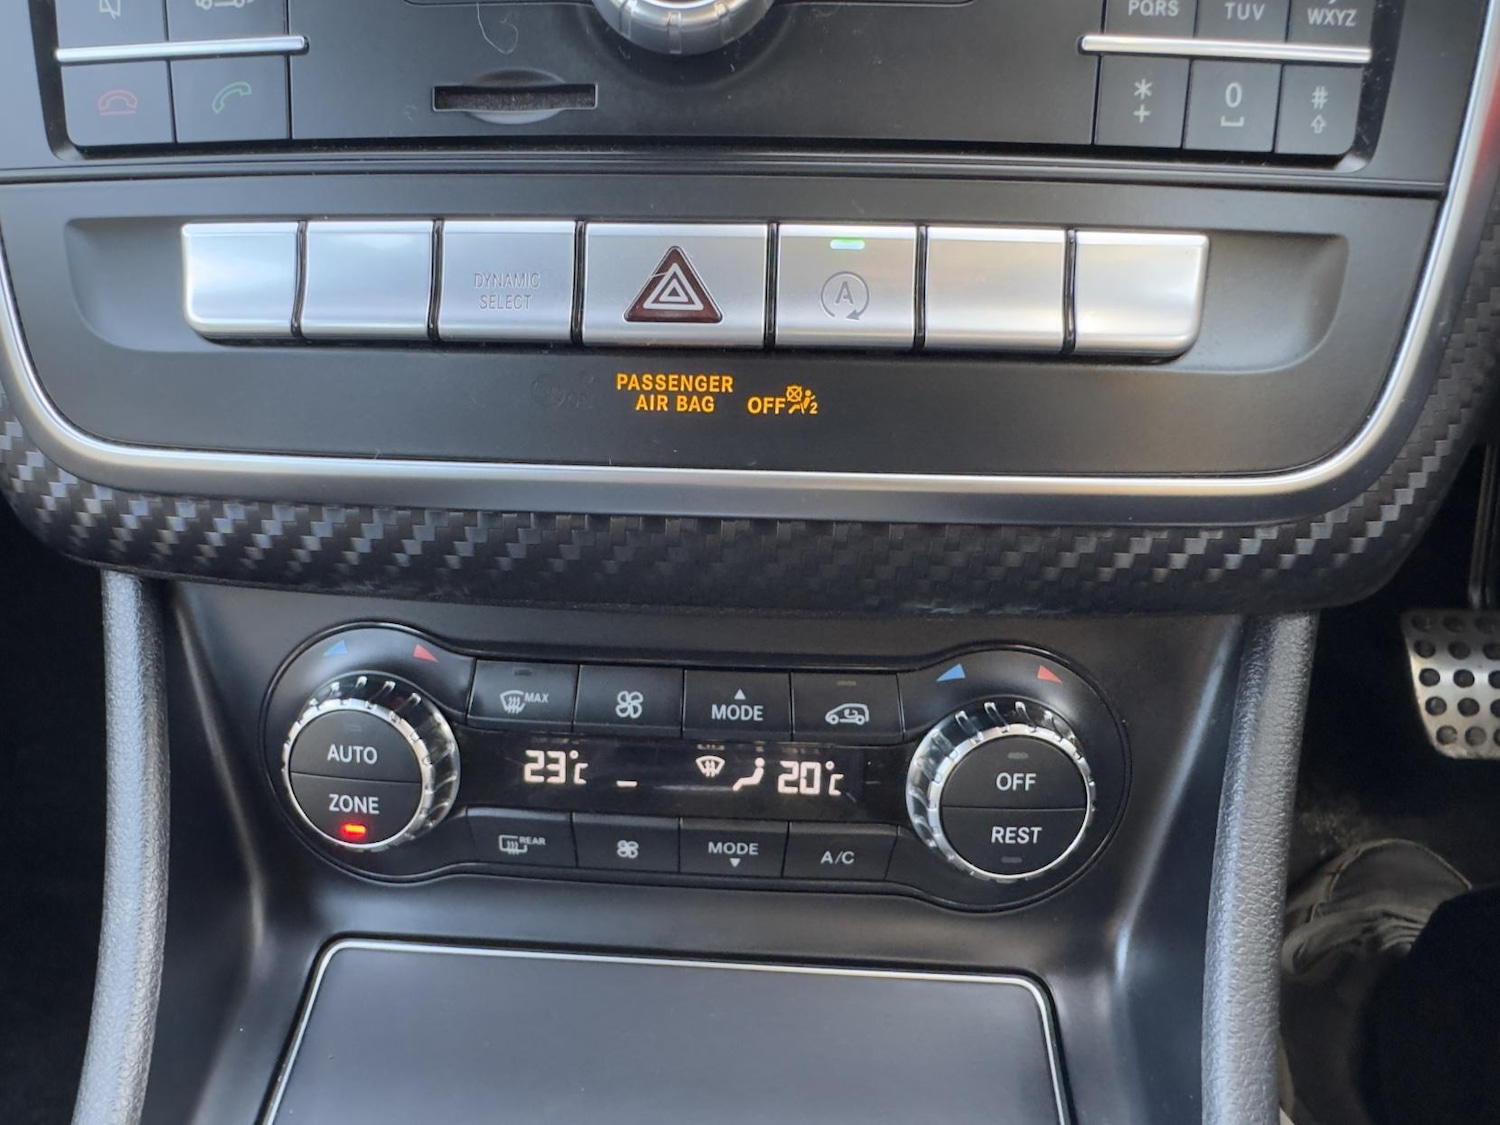 PQRS TUV WXYZ
* 0 #
+
DYNAMIC
SELECT
A
PASSENGER
AIR BAG OFF 2
MAX MODE
AUTO
23°C 20°C
OFF
ZONE
REST
REAR MODE A/C